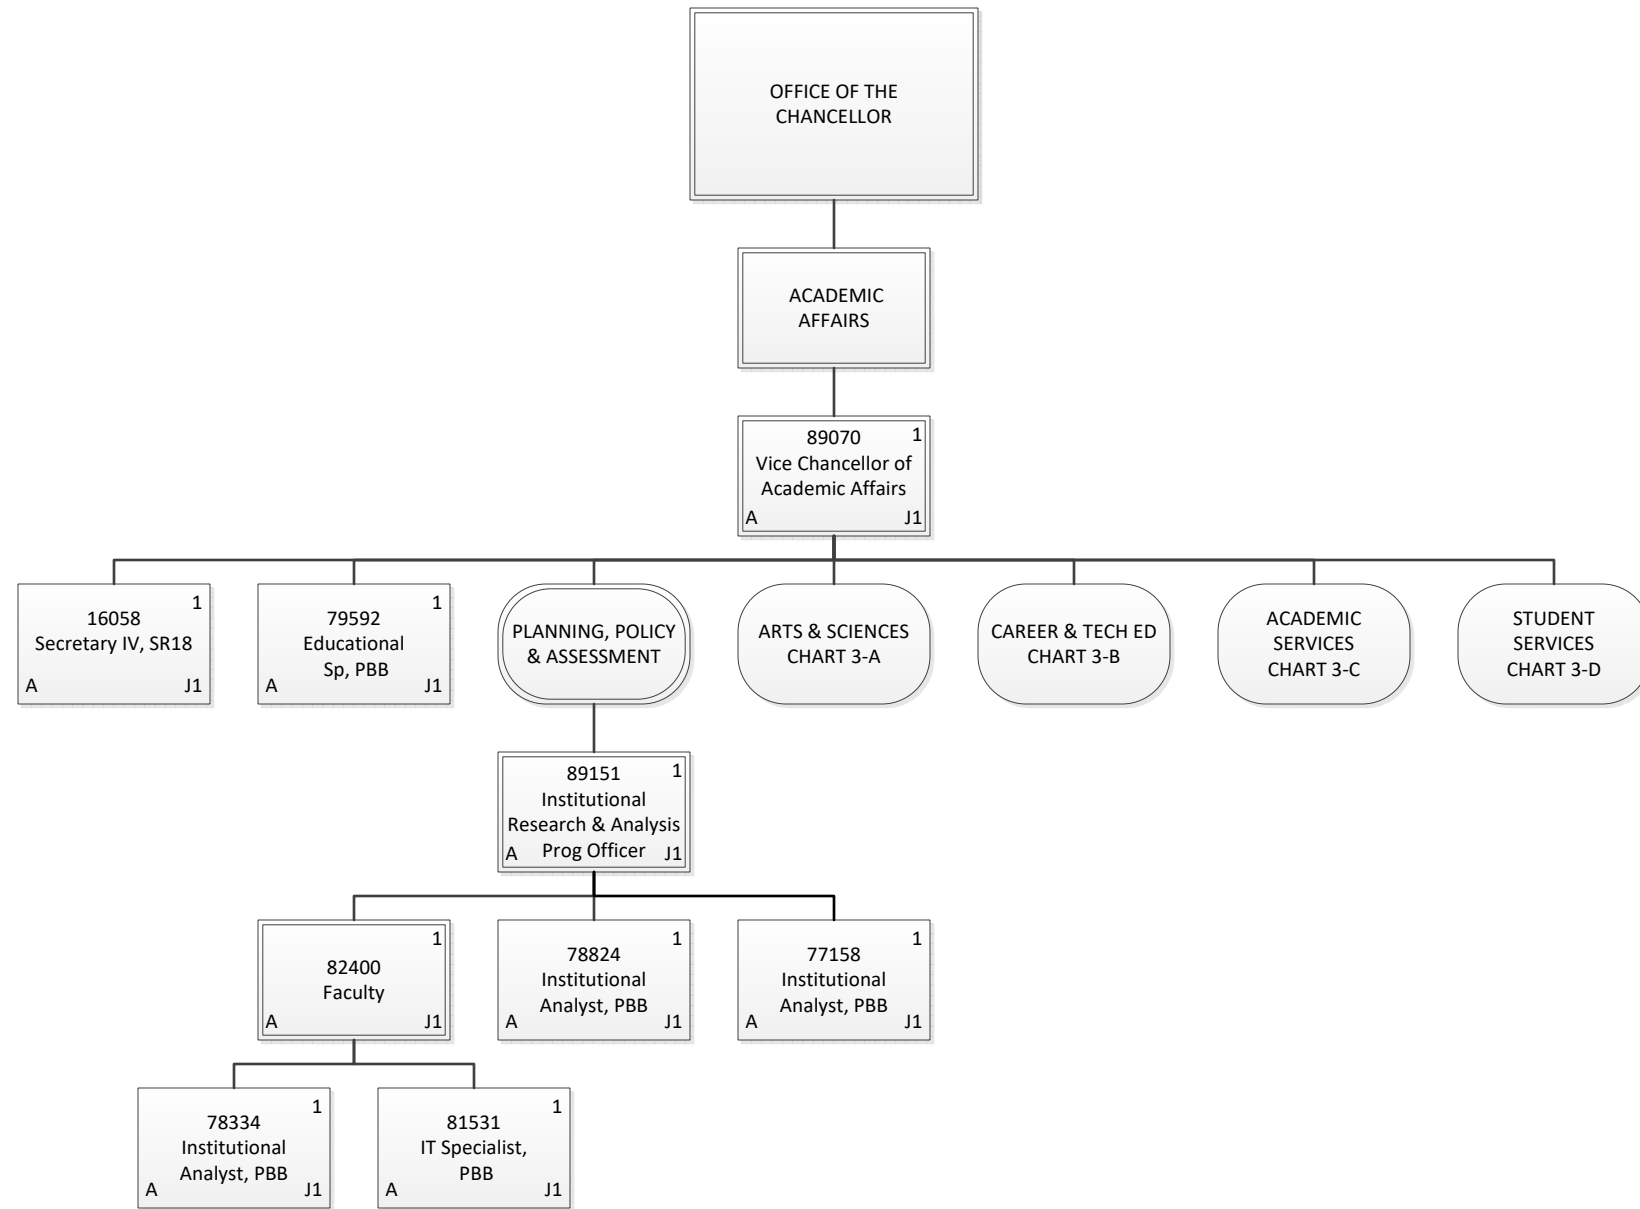 OFFICE OF THE
CHANCELLOR
ACADEMIC
AFFAIRS
89070
1
Vice Chancellor of
Academic Affairs
A
J1
1
16058
Secretary IV, SR18
A
J1
1
79592
Educational
Sp, PBB
A
J1
PLANNING, POLICY
& ASSESSMENT
ARTS & SCIENCES
CHART 3-A
CAREER & TECH ED
CHART 3-B
ACADEMIC
SERVICES
CHART 3-C
STUDENT
SERVICES
CHART 3-D
89151
1
Institutional
Research & Analysis
Prog Officer
A
J1
1
82400
Faculty
A
J1
1
78824
Institutional
Analyst, PBB
A
J1
1
77158
Institutional
Analyst, PBB
A
J1
1
78334
Institutional
Analyst, PBB
A
J1
1
81531
IT Specialist,
PBB
A
J1